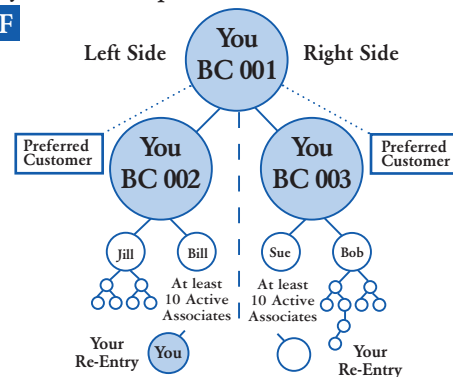 F
You
BC 001
Left Side
Right Side
Preferred
Customer
You
BC 002
You
BC 003
Preferred
Customer
Jill
Bill
Sue
Bob
At least
10 Active
Associates
At least
10 Active
Associates
Your
Re-Entry
You
Your
Re-Entry